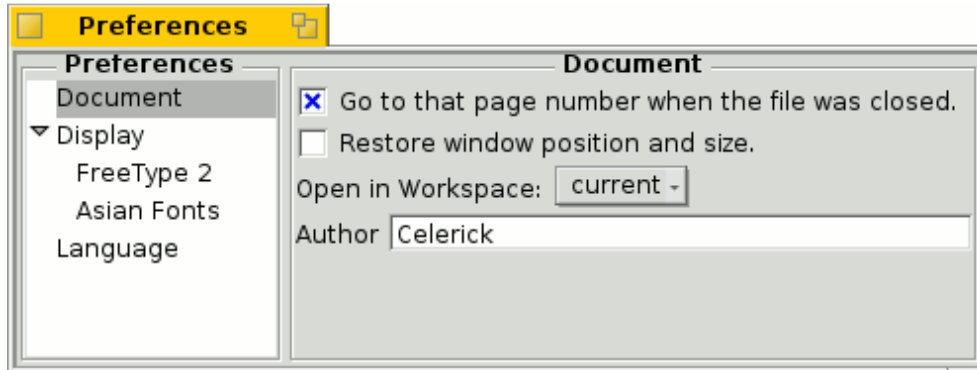 Preferences
Preferences
Document
Display
FreeType 2
Asian Fonts
Language
Document
Go to that page number when the file was closed.
Restore window position and size.
Open in Workspace: current
Author Celerick